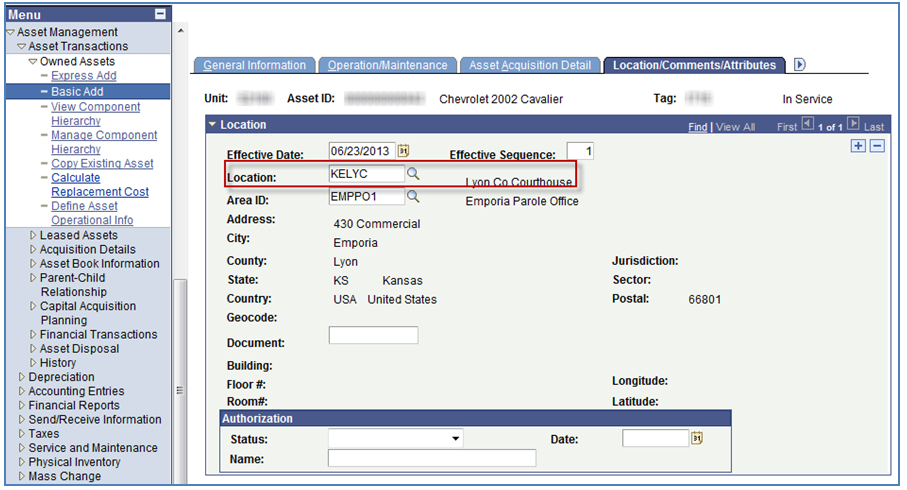 Menu
Asset Management
Asset Transactions
Owned Assets
Express Add
Basic Add
View Component
Hierarchy
Manage Component
Hierarchy
Copy Existing Asset
Calculate
Replacement Cost
Define Asset
Operational Info
Leased Assets
Acquisition Details
Asset Book Information
Parent-Child
Relationship
Capital Acquisition
Planning
Financial Transactions
Asset Disposal
History
Depreciation
Accounting Entries
Financial Reports
Send/Receive Information
Taxes
Service and Maintenance
Physical Inventory
Mass Change
General Information Operation/Maintenance Asset Acquisition Detail Location/Comments/Attributes
Unit: Asset ID: Chevrolet 2002 Cavalier Tag: In Service
Location Find | View All First 1 of 1 Last
Effective Date: 06/23/2013 31 Effective Sequence: 1
Location: KELYC Lyon Co Courthouse
Area ID: EMPPO1 Emporia Parole Office
Address: 430 Commercial
City: Emporia
County: Lyon Jurisdiction:
State: KS Kansas Sector:
Country: USA United States Postal: 66801
Geocode:
Document:
Building:
Floor #: Longitude:
Room#: Latitude:
Authorization
Status: Date: 31
Name: